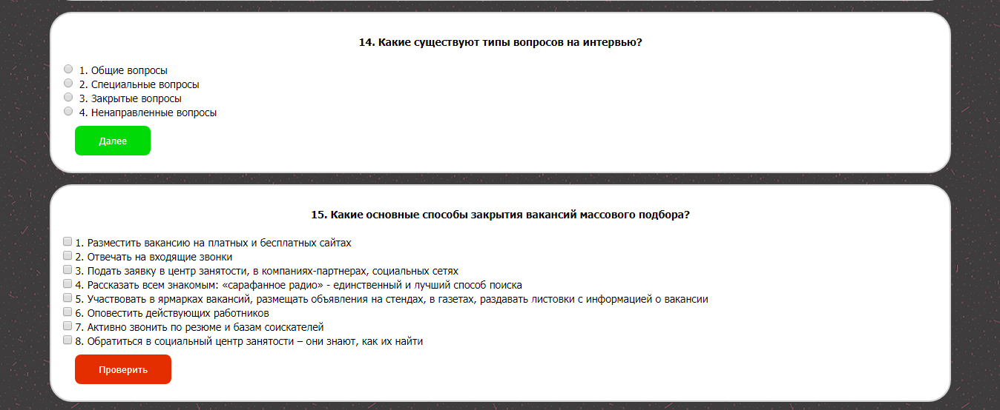 14. Какие существуют типы вопросов на интервью?
1. Общие вопросы
2. Специальные вопросы
3. Закрытые вопросы
4. Ненаправленные вопросы
Далее
15. Какие основные способы закрытия вакансий массового подбора?
1. Разместить вакансию на платных и бесплатных сайтах
2. Отвечать на входящие звонки
3. Подать заявку в центр занятости, в компаниях-партнерах, социальных сетях
4. Рассказать всем знакомым: «сарафанное радио» - единственный и лучший способ поиска
5. Участвовать в ярмарках вакансий, размещать объявления на стендах, в газетах, раздавать листовки с информацией о вакансии
6. Оповестить действующих работников
7. Активно звонить по резюме и базам соискателей
8. Обратиться в социальный центр занятости – они знают, как их найти
Проверить